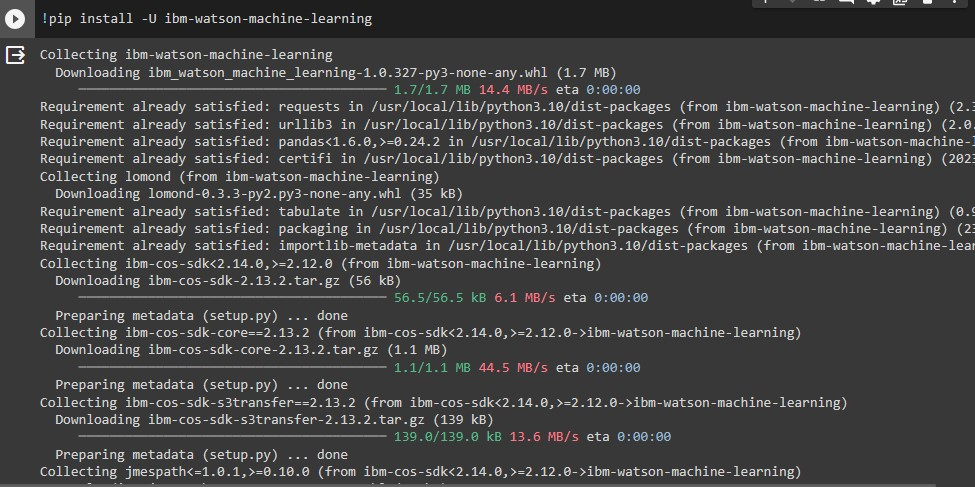 !pip install -U ibm-watson-machine-learning
Collecting ibm-watson-machine-learning
Downloading ibm_watson_machine_learning-1.0.327-py3-none-any.whl (1.7 MB)
1.7/1.7 MB 14.4 MB/s eta 0:00:00
Requirement already satisfied: requests in /usr/local/lib/python3.10/dist-packages (from ibm-watson-machine-learning) (2.3
Requirement already satisfied: urllib3 in /usr/local/lib/python3.10/dist-packages (from ibm-watson-machine-learning) (2.0.
Requirement already satisfied: pandas<1.6.0,>=0.24.2 in /usr/local/lib/python3.10/dist-packages (from ibm-watson-machine-l
Requirement already satisfied: certifi in /usr/local/lib/python3.10/dist-packages (from ibm-watson-machine-learning) (2023
Collecting lomond (from ibm-watson-machine-learning)
Downloading lomond-0.3.3-py2.py3-none-any.whl (35 kB)
Requirement already satisfied: tabulate in /usr/local/lib/python3.10/dist-packages (from ibm-watson-machine-learning) (0.9
Requirement already satisfied: packaging in /usr/local/lib/python3.10/dist-packages (from ibm-watson-machine-learning) (23
Requirement already satisfied: importlib-metadata in /usr/local/lib/python3.10/dist-packages (from ibm-watson-machine-lear
Collecting ibm-cos-sdk<2.14.0,>=2.12.0 (from ibm-watson-machine-learning)
Downloading ibm-cos-sdk-2.13.2.tar.gz (56 kB)
56.5/56.5 kB 6.1 MB/s eta 0:00:00
Preparing metadata (setup.py) ... done
Collecting ibm-cos-sdk-core==2.13.2 (from ibm-cos-sdk<2.14.0,>=2.12.0->ibm-watson-machine-learning)
Downloading ibm-cos-sdk-core-2.13.2.tar.gz (1.1 MB)
1.1/1.1 MB 44.5 MB/s eta 0:00:00
Preparing metadata (setup.py) ... done
Collecting ibm-cos-sdk-s3transfer==2.13.2 (from ibm-cos-sdk<2.14.0,>=2.12.0->ibm-watson-machine-learning)
Downloading ibm-cos-sdk-s3transfer-2.13.2.tar.gz (139 kB)
139.0/139.0 kB 13.6 MB/s eta 0:00:00
Preparing metadata (setup.py) ... done
Collecting jmespath<=1.0.1,>=0.10.0 (from ibm-cos-sdk<2.14.0,>=2.12.0->ibm-watson-machine-learning)